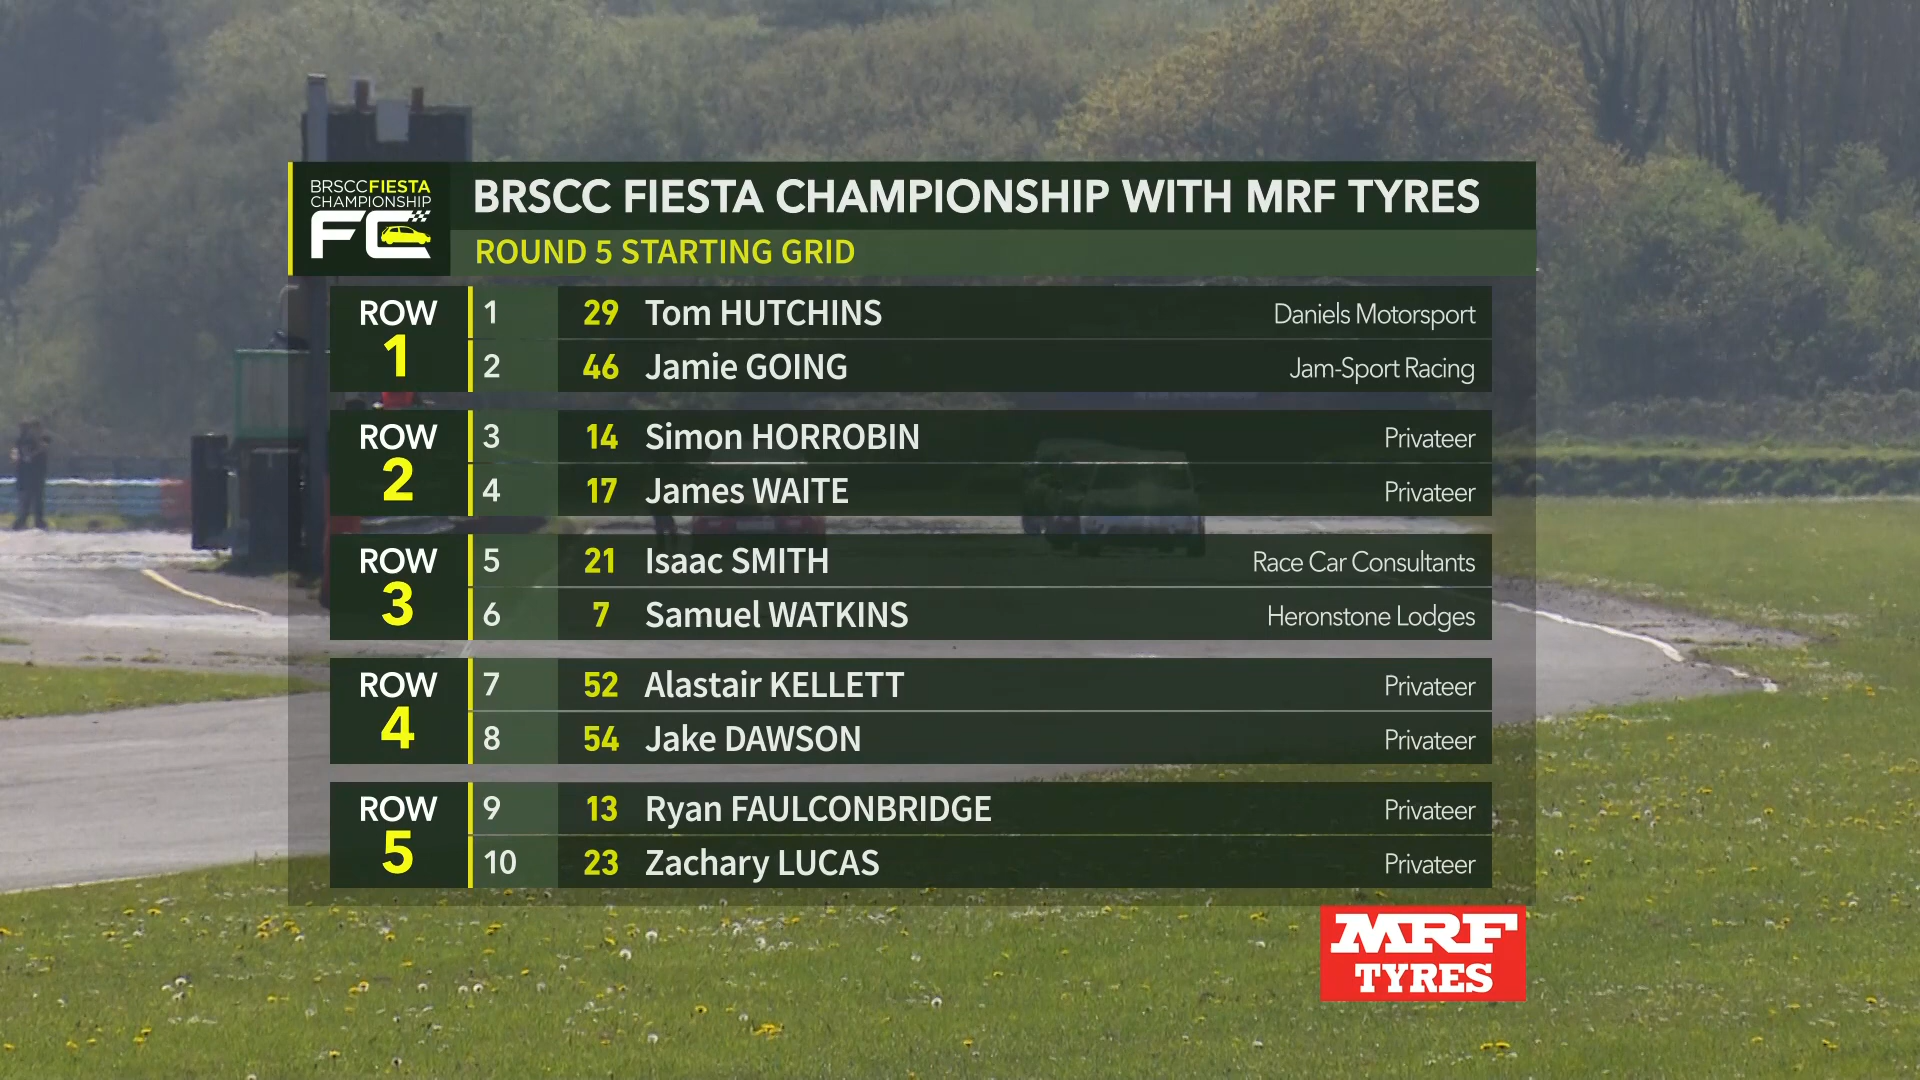 BRSCCFIESTA
CHAMPIONSHIP
FC
BRSCC FIESTA CHAMPIONSHIP WITH MRF TYRES
ROUND 5 STARTING GRID
ROW 1
1 29 Tom HUTCHINS Daniels Motorsport
2 46 Jamie GOING Jam-Sport Racing
ROW 2
3 14 Simon HORROBIN Privateer
4 17 James WAITE Privateer
ROW 3
5 21 Isaac SMITH Race Car Consultants
6 7 Samuel WATKINS Heronstone Lodges
ROW 4
7 52 Alastair KELLETT Privateer
8 54 Jake DAWSON Privateer
ROW 5
9 13 Ryan FAULCONBRIDGE Privateer
10 23 Zachary LUCAS Privateer
MRF
TYRES